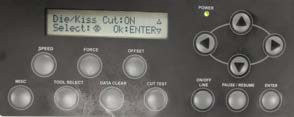 POWER
Die/Kiss Cut:ON
Select: Ok:ENTER
SPEED
FORCE
OFFSET
MISC
TOOL SELECT
DATA CLEAR
CUT TEST
ON/OFF LINE
PAUSE / RESUME
ENTER